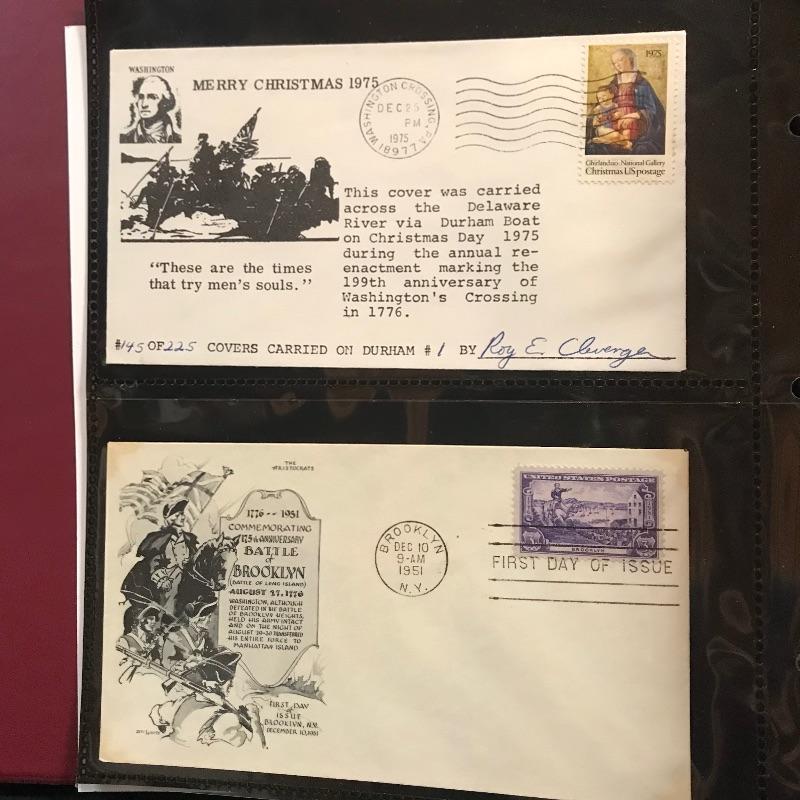 WASHINGTON
MERRY CHRISTMAS 1975
WASHINGTON CROSSING, PA
DEC 25
PM
1975
18977
1975
Ghirlandaio: National Gallery
Christmas US postage
This cover was carried
across the Delaware
River via Durham Boat
on Christmas Day 1975
during the annual re-
enactment marking the
199th anniversary of
Washington's Crossing
in 1776.
"These are the times
that try men's souls."
#145 OF 225 COVERS CARRIED ON DURHAM #1 BY Roy E. Clevenger
THE
ARISTOCRATS
1776 -- 1951
COMMEMORATING
175th ANNIVERSARY
BATTLE
of
BROOKLYN
(BATTLE OF LONG ISLAND)
AUGUST 27, 1776
WASHINGTON, ALTHOUGH
DEFEATED IN THE BATTLE
OF BROOKLYN HEIGHTS,
HELD HIS ARMY INTACT
AND ON THE NIGHT OF
AUGUST 29-30 TRANSFERRED
HIS ENTIRE FORCE TO
MANHATTAN ISLAND
FIRST DAY
of
ISSUE
BROOKLYN, N.Y.
DECEMBER 10, 1951
BROOKLYN
DEC 10
9-AM
1951
N.Y.
UNITED STATES POSTAGE
BROOKLYN
3¢
FIRST DAY OF ISSUE